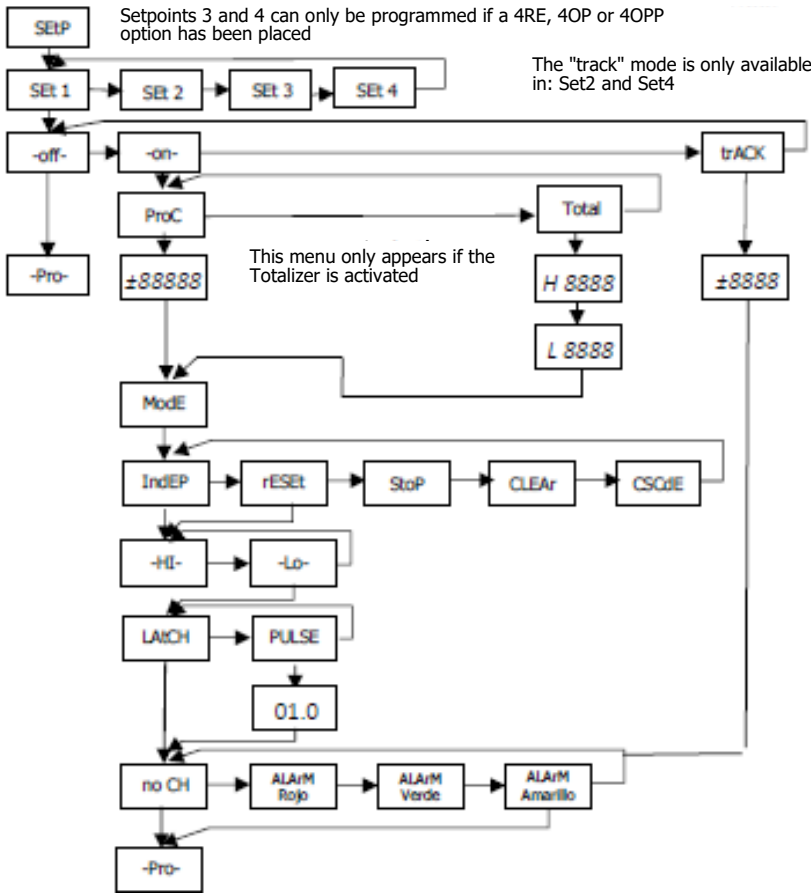 SEtP
Setpoints 3 and 4 can only be programmed if a 4RE, 4OP or 4OPP
option has been placed
The "track" mode is only available
in: Set2 and Set4
SEt 1
SEt 2
SEt 3
SEt 4
-off-
-on-
trACK
ProC
Total
-Pro-
±88888
This menu only appears if the
Totalizer is activated
H 8888
±8888
L 8888
ModE
IndEP
rESEt
StoP
CLEAr
CSCdE
-HI-
-Lo-
LAtCH
PULSE
01.0
no CH
ALArM
Rojo
ALArM
Verde
ALArM
Amarillo
-Pro-